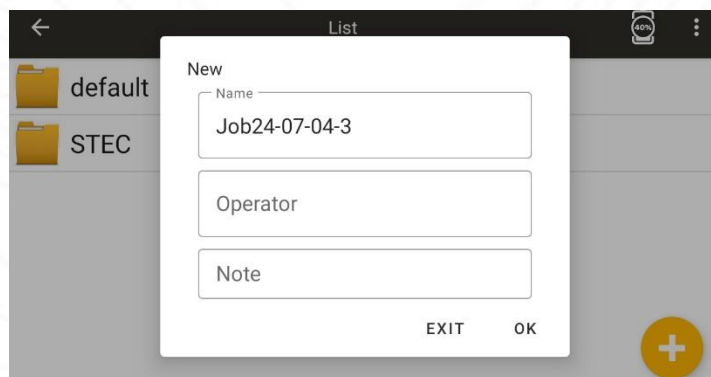 List
40%
New
Name
Job24-07-04-3
default
STEC
Operator
Note
EXIT OK